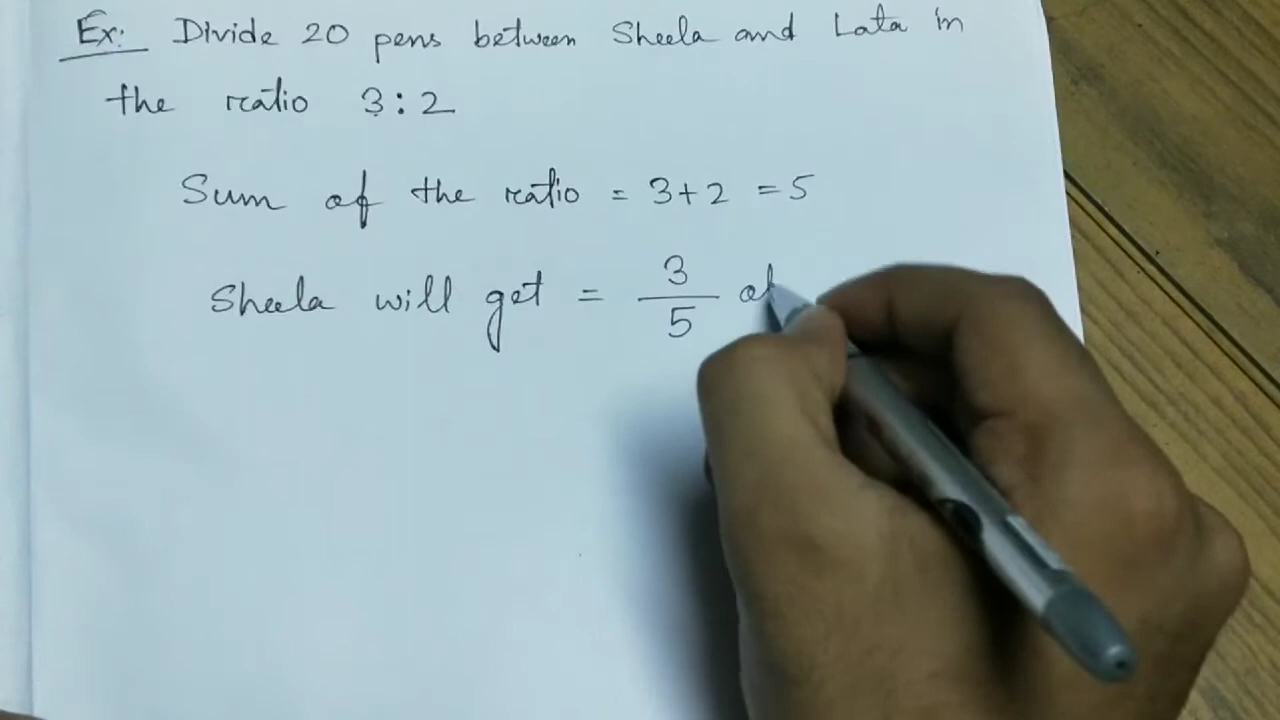 Ex: Divide 20 pens between Sheela and Lata in
the ratio 3:2
Sum of the ratio = 3+2 = 5
Sheela will get = 3/5 of